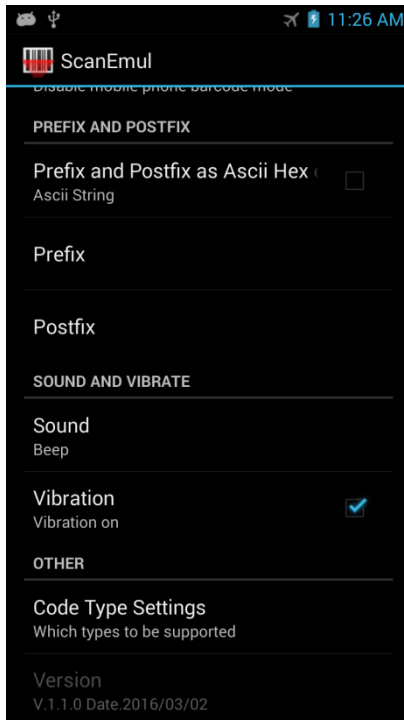 11:26 AM
ScanEmul
Disable mobile phone barcode mode
PREFIX AND POSTFIX
Prefix and Postfix as Ascii Hex (
Ascii String
Prefix
Postfix
SOUND AND VIBRATE
Sound
Beep
Vibration
Vibration on
OTHER
Code Type Settings
Which types to be supported
Version
V.1.1.0 Date.2016/03/02